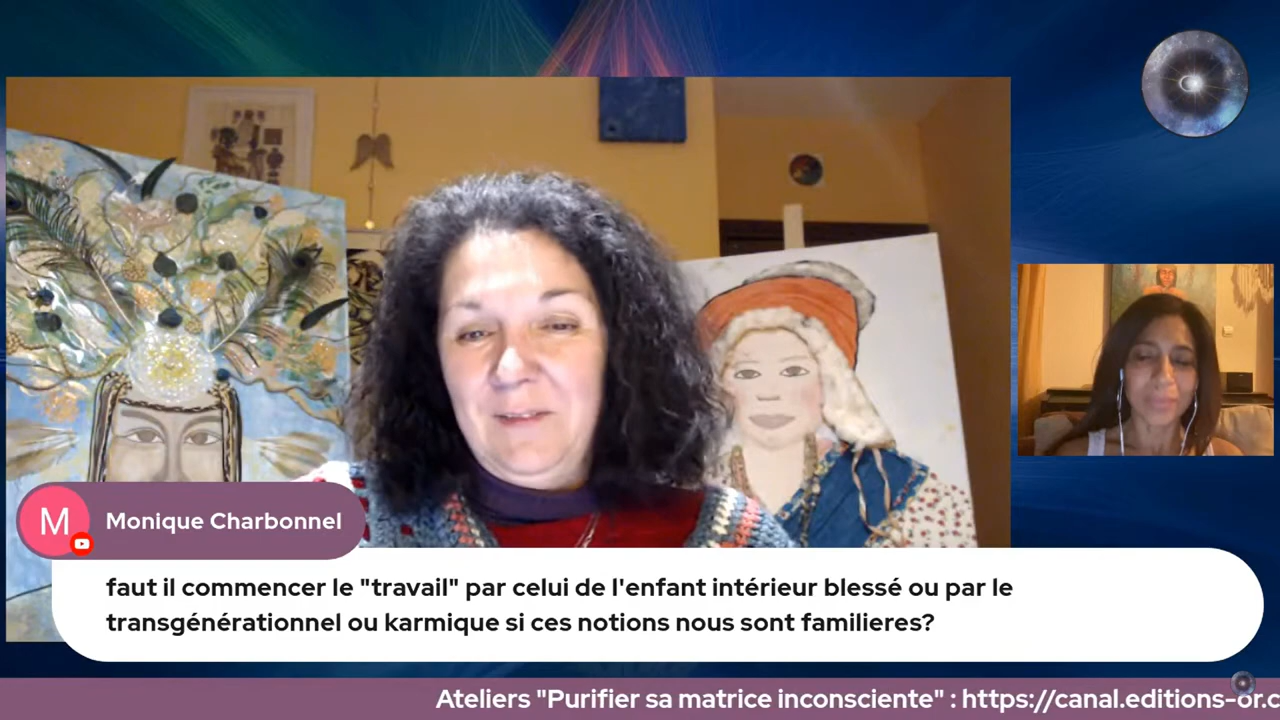 M
Monique Charbonnel
faut il commencer le "travail" par celui de l'enfant intérieur blessé ou par le
transgénérationnel ou karmique si ces notions nous sont familieres?
Ateliers "Purifier sa matrice inconsciente" : https://canal.editions-or.c